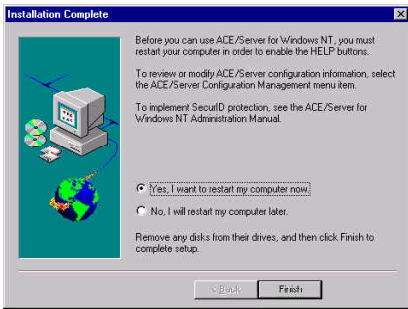 Installation Complete
Before you can use ACE/Server for Windows NT, you must
restart your computer in order to enable the HELP buttons.
To review or modify ACE/Server configuration information, select
the ACE/Server Configuration Management menu item.
To implement SecurID protection, see the ACE/Server for
Windows NT Administration Manual.
Yes, I want to restart my computer now.
No, I will restart my computer later.
Remove any disks from their drives, and then click Finish to
complete setup.
< Back Finish